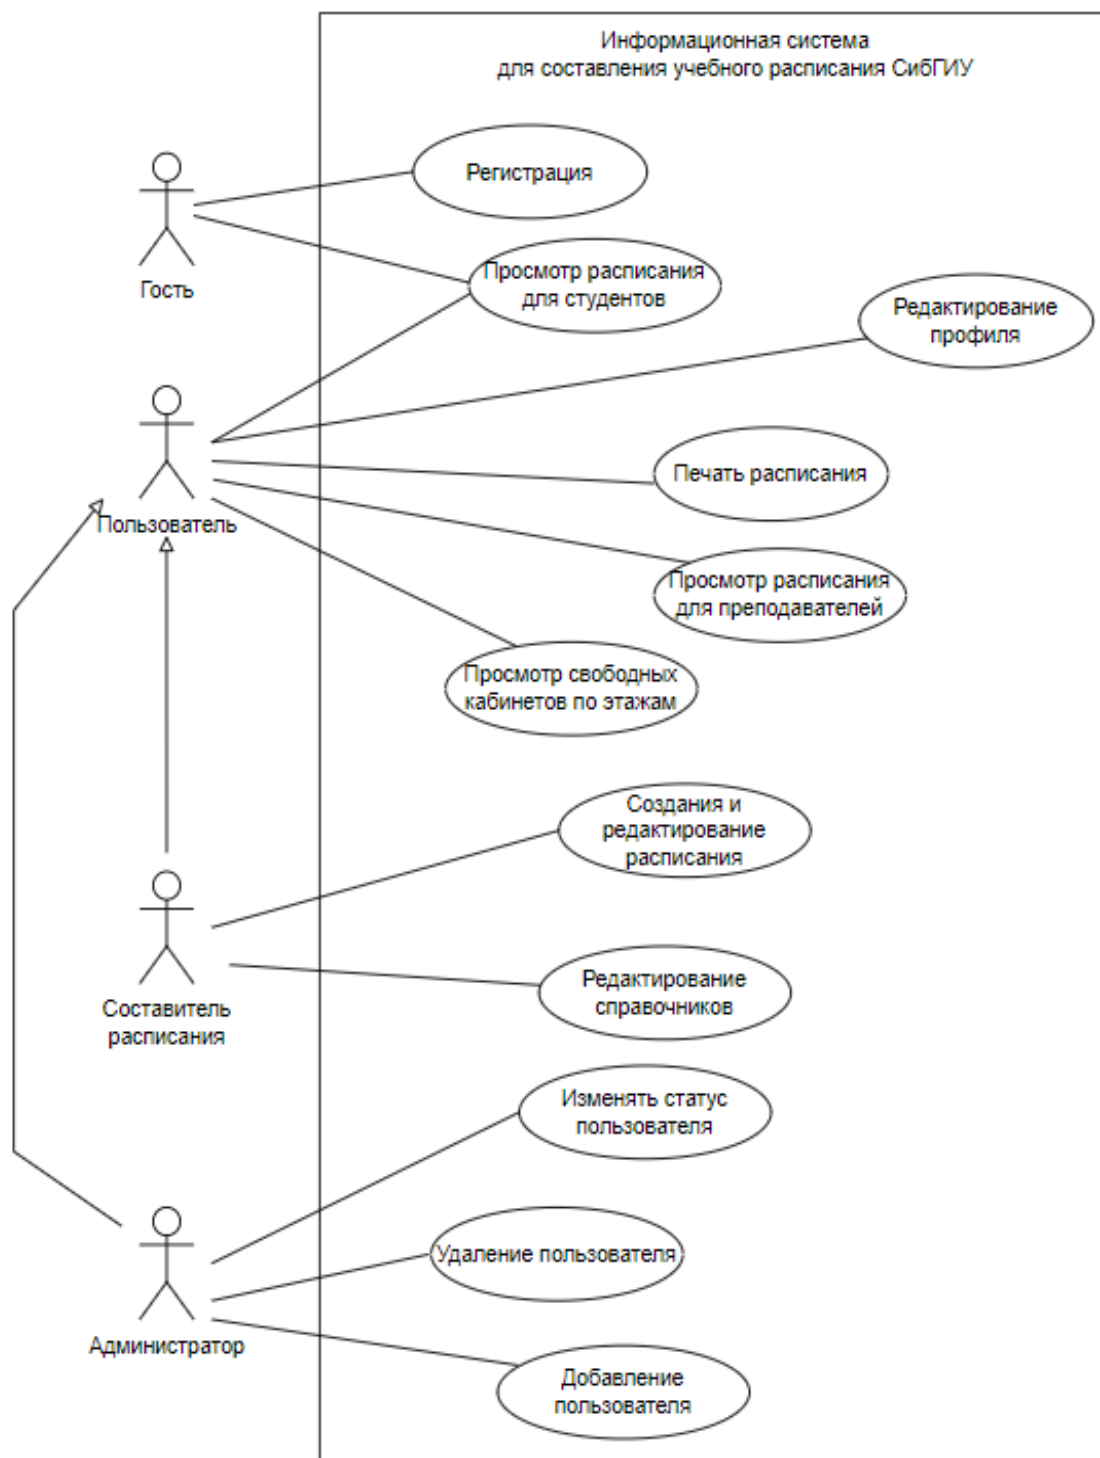 Информационная система
для составления учебного расписания СибГИУ
Регистрация
Гость
Просмотр расписания
для студентов
Редактирование
профиля
Пользователь
Печать расписания
Просмотр расписания
для преподавателей
Просмотр свободных
кабинетов по этажам
Создания и
редактирование
расписания
Составитель
расписания
Редактирование
справочников
Изменять статус
пользователя
Удаление пользователя
Администратор
Добавление
пользователя